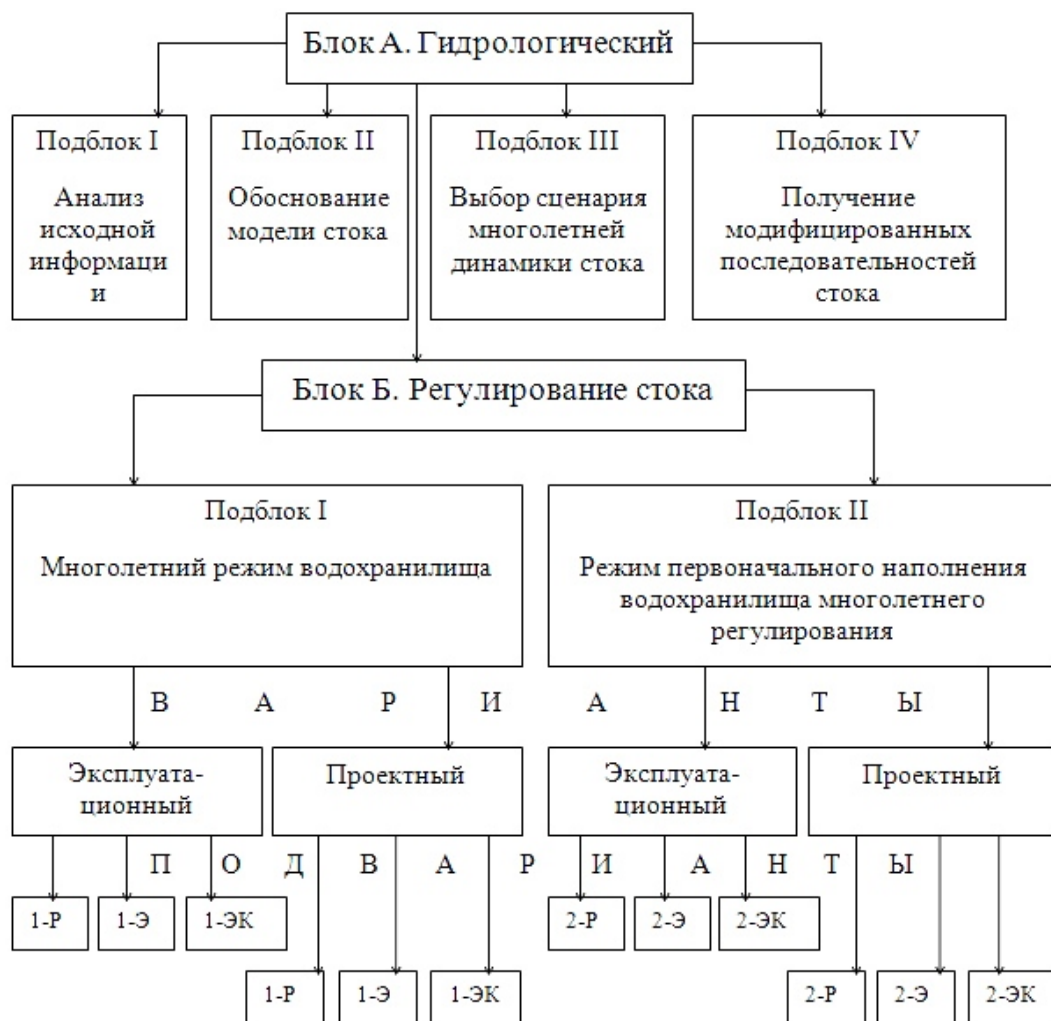 Блок А. Гидрологический
Подблок I
Анализ
исходной
информаци
и
Подблок II
Обоснование
модели стока
Подблок III
Выбор сценария
многолетней
динамики стока
Подблок IV
Получение
модифицированных
последовательностей
стока
Блок Б. Регулирование стока
Подблок I
Многолетний режим водохранилища
Подблок II
Режим первоначального наполнения
водохранилища многолетнего
регулирования
В А Р И А Н Т Ы
Эксплуата-
ционный
Проектный
Эксплуата-
ционный
Проектный
П О Д В А Р И А Н Т Ы
1-Р 1-Э 1-ЭК 2-Р 2-Э 2-ЭК
1-Р 1-Э 1-ЭК 2-Р 2-Э 2-ЭК